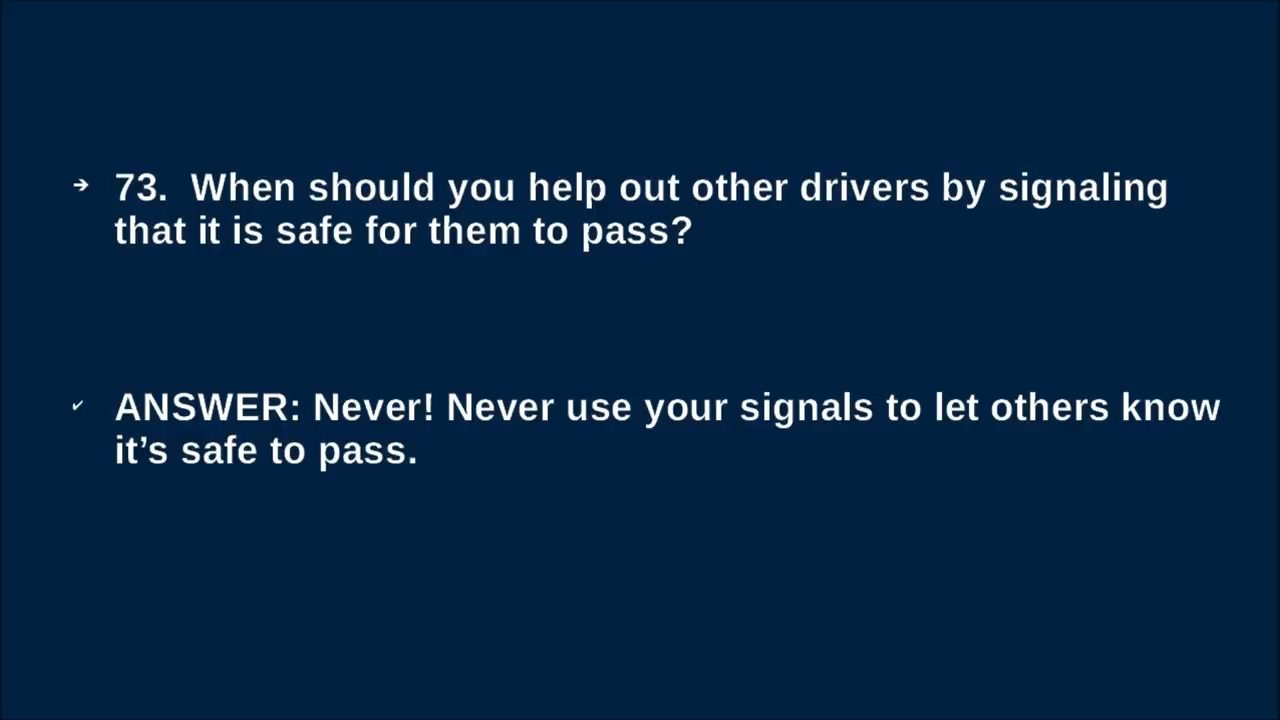 ➔ 73.  When should you help out other drivers by signaling
that it is safe for them to pass?
✓ ANSWER: Never! Never use your signals to let others know
it’s safe to pass.